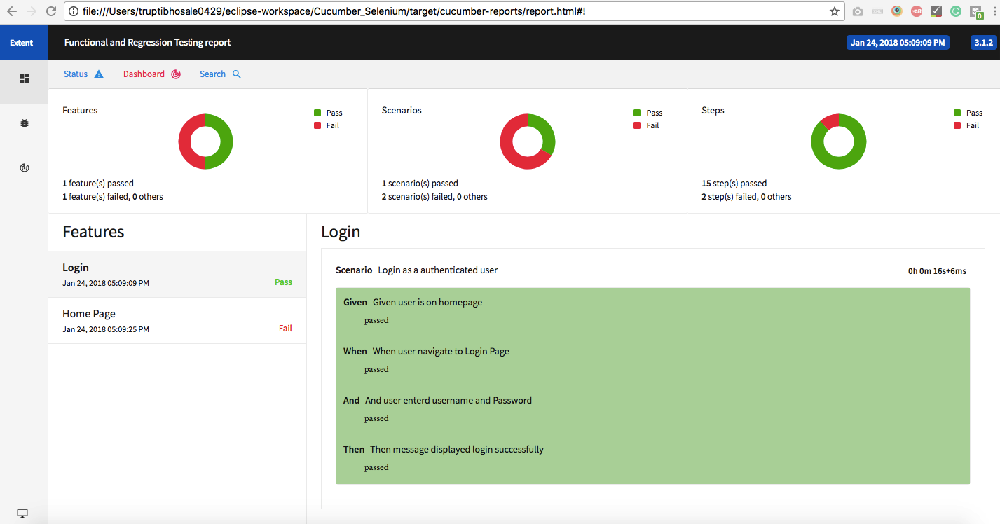 file:///Users/truptibhosale0429/eclipse-workspace/Cucumber_Selenium/target/cucumber-reports/report.html#!
Extent
Functional and Regression Testing report
Jan 24, 2018 05:09:09 PM
3.1.2
Status
Dashboard
Search
Features
Pass
Fail
1 feature(s) passed
1 feature(s) failed, 0 others
Scenarios
Pass
Fail
1 scenario(s) passed
2 scenario(s) failed, 0 others
Steps
Pass
Fail
15 step(s) passed
2 step(s) failed, 0 others
Features
Login
Jan 24, 2018 05:09:09 PM
Pass
Home Page
Jan 24, 2018 05:09:25 PM
Fail
Login
Scenario Login as a authenticated user
0h 0m 16s+6ms
Given Given user is on homepage
passed
When When user navigate to Login Page
passed
And And user enterd username and Password
passed
Then Then message displayed login successfully
passed